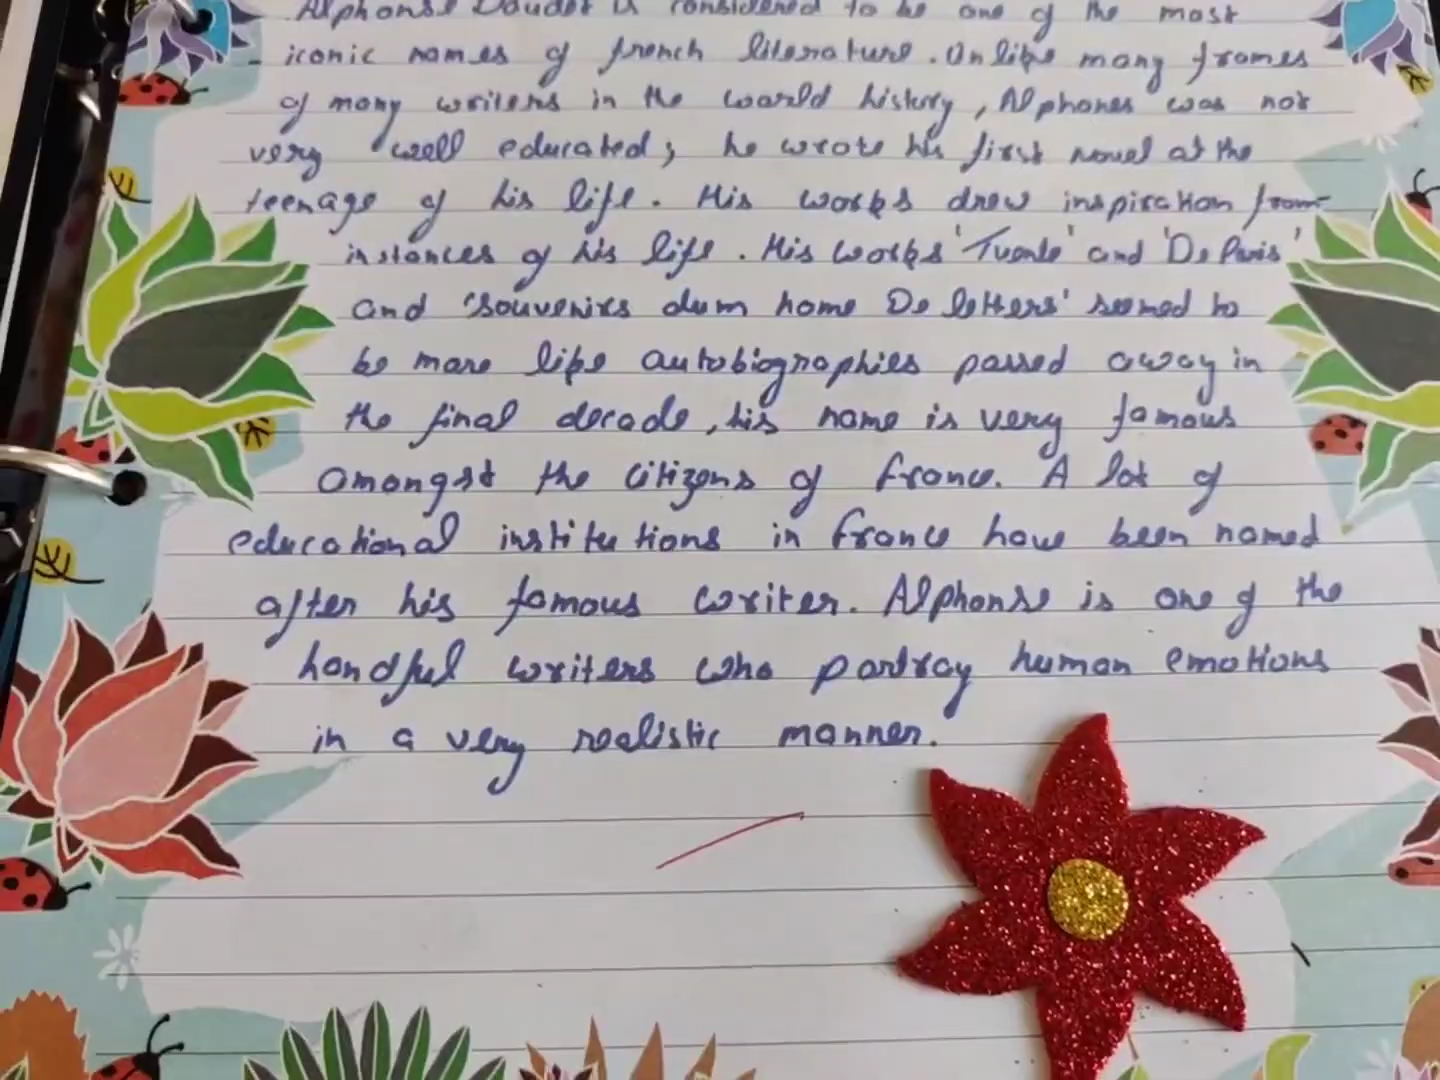 Alphonse Daudet is considered to be one of the most
iconic names of french literature. Unlike many frames
of many writers in the world history, Alphones was not
very well educated; he wrote his first novel at the
teenage of his life. His works drew inspiration from
instances of his life. His works 'Trente' and 'De Paris'
and 'souvenirs dum home De letters' seemed to
be more like autobiographies passed away in
the final decade, his name is very famous
amongst the citizens of france. A lot of
educational institutions in france have been named
after his famous writer. Alphonse is one of the
handful writers who portray human emotions
in a very realistic manner.